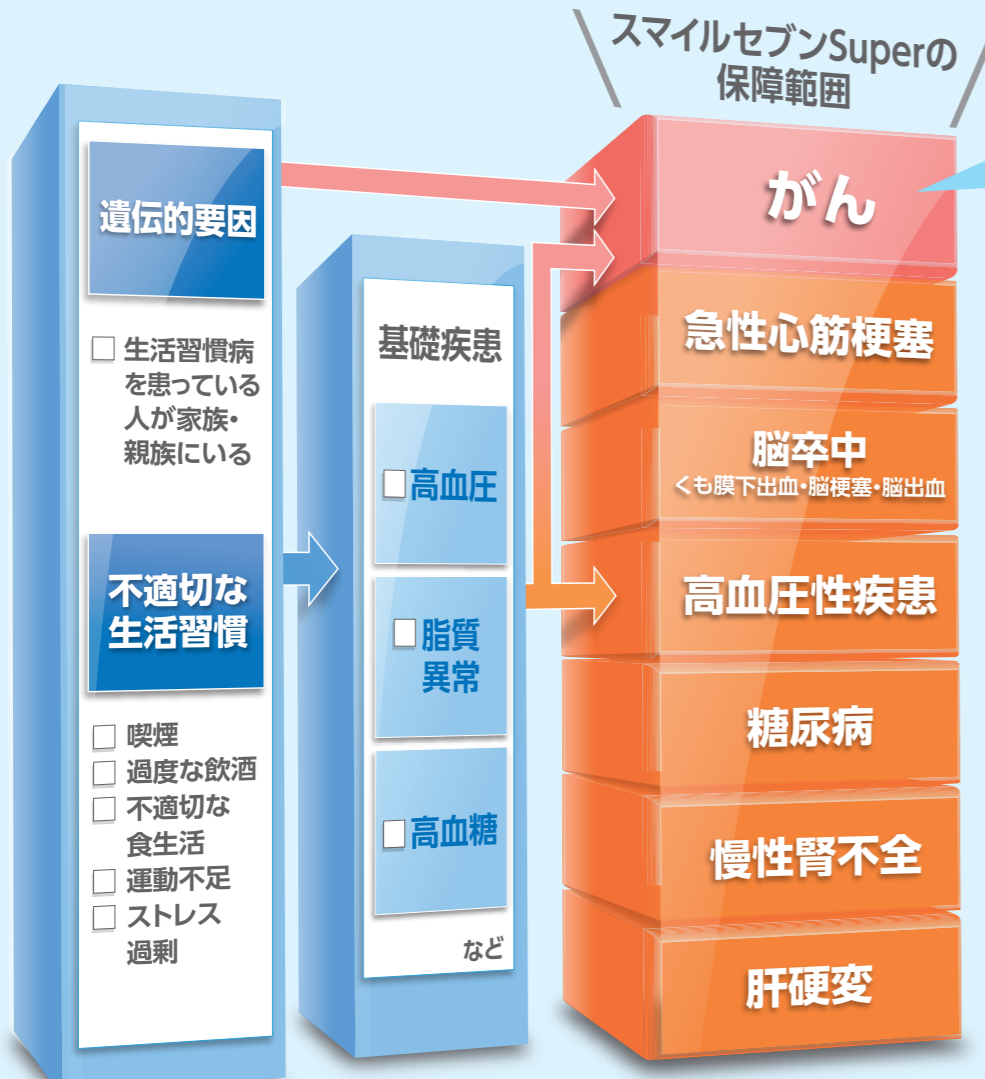 スマイルセブンSuperの
保障範囲
遺伝的要因
□ 生活習慣病
を患っている
人が家族・
親族にいる
不適切な
生活習慣
□ 喫煙
□ 過度な飲酒
□ 不適切な
食生活
□ 運動不足
□ ストレス
過剰
基礎疾患
□ 高血圧
□ 脂質
異常
□ 高血糖
など
がん
急性心筋梗塞
脳卒中
くも膜下出血・脳梗塞・脳出血
高血圧性疾患
糖尿病
慢性腎不全
肝硬変